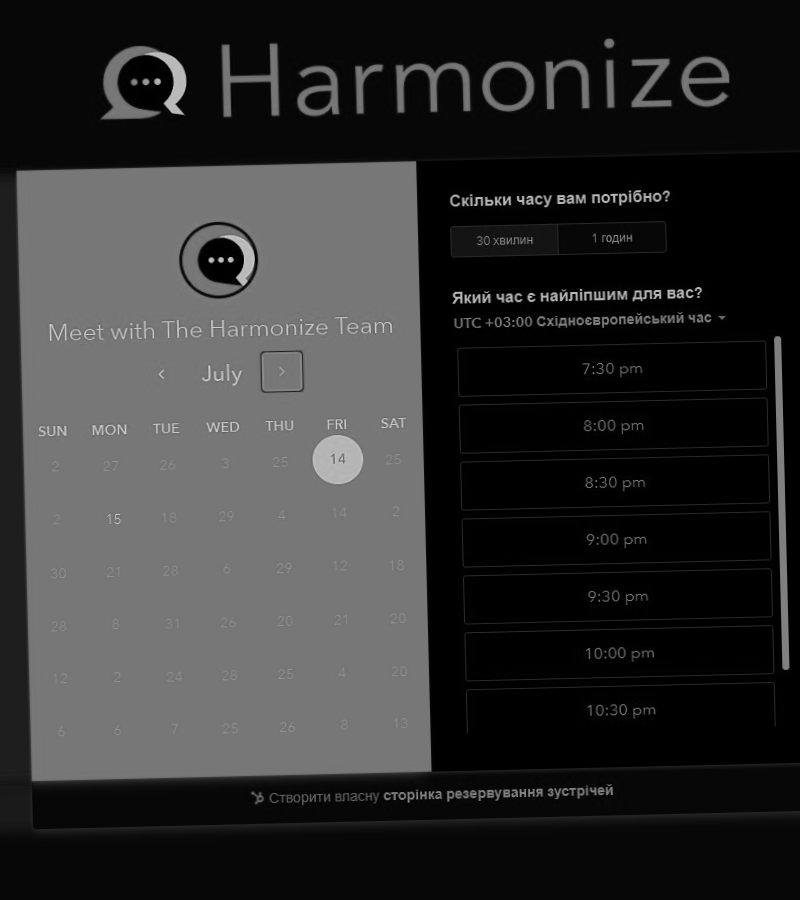 Harmonize
Meet with The Harmonize Team
July
SUN MON TUE WED THU FRI SAT
2 27 26 3 25 14 25
2 15 18 29 4 14 2
30 21 28 6 29 12 18
28 8 31 26 20 21 20
12 2 24 28 25 4 20
6 6 7 25 26 8 13
Скільки часу вам потрібно?
30 хвилин 1 годин
Який час є найліпшим для вас?
UTC +03:00 Східноєвропейський час
7:30 pm
8:00 pm
8:30 pm
9:00 pm
9:30 pm
10:00 pm
10:30 pm
Створити власну сторінка резервування зустрічей